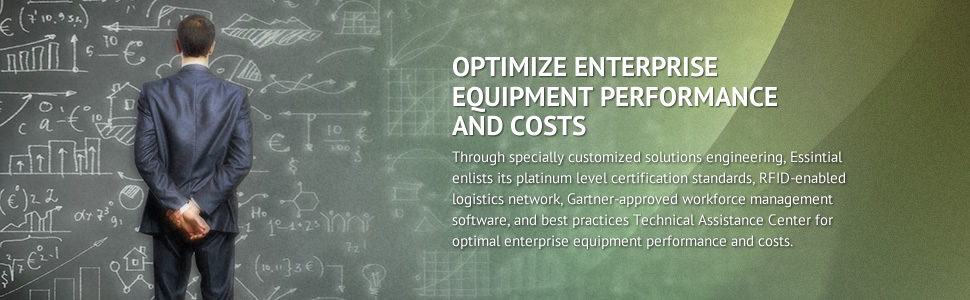 OPTIMIZE ENTERPRISE
EQUIPMENT PERFORMANCE
AND COSTS
Through specially customized solutions engineering, Essintial
enlists its platinum level certification standards, RFID-enabled
logistics network, Gartner-approved workforce management
software, and best practices Technical Assistance Center for
optimal enterprise equipment performance and costs.